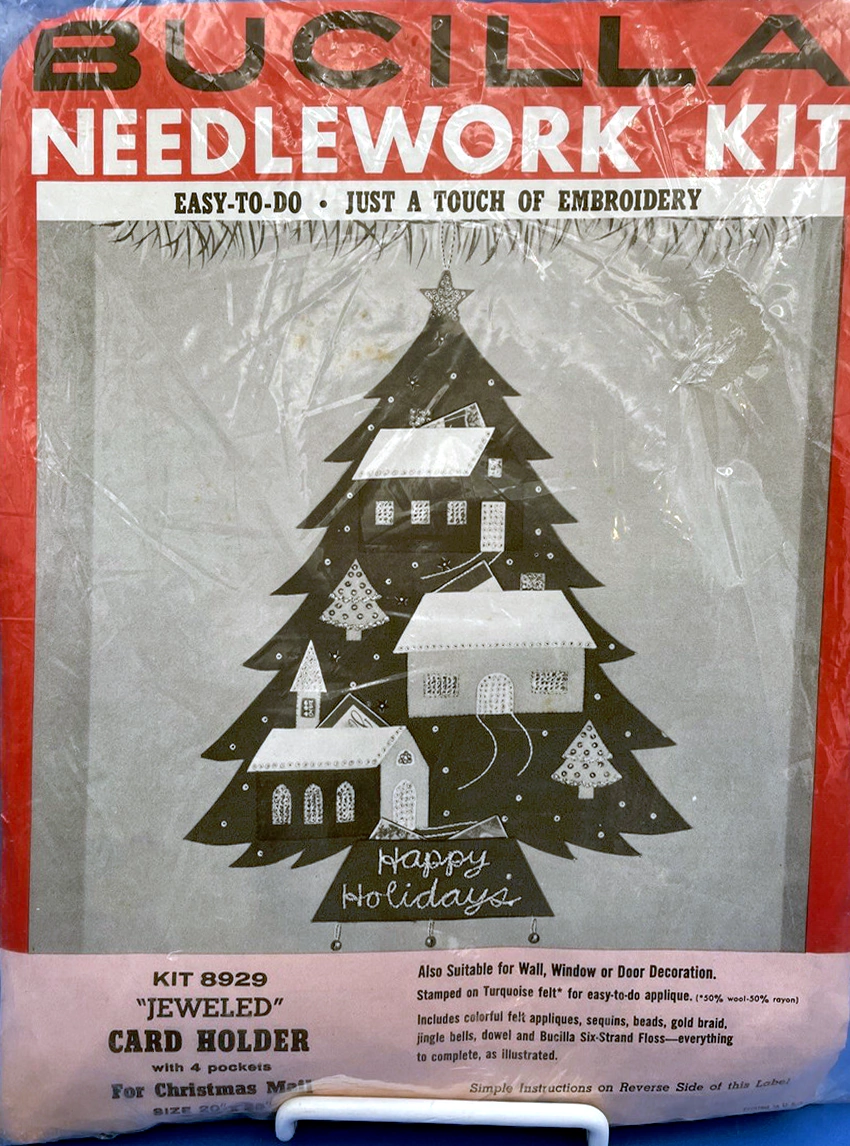 BUCILLA
NEEDLEWORK KIT
EASY-TO-DO • JUST A TOUCH OF EMBROIDERY
Happy
Holidays
KIT 8929
"JEWELED"
CARD HOLDER
with 4 pockets
For Christmas Mail
SIZE 20"
Also Suitable for Wall, Window or Door Decoration.
Stamped on Turquoise felt* for easy-to-do applique. (*50% wool-50% rayon)
Includes colorful felt appliques, sequins, beads, gold braid,
jingle bells, dowel and Bucilla Six-Strand Floss—everything
to complete, as illustrated.
Simple Instructions on Reverse Side of this Label